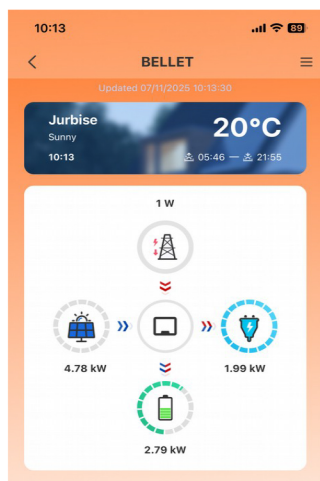 10:13
89
BELLET
Updated 07/11/2025 10:13:30
Jurbise
20°C
Sunny
10:13
05:46 — 21:55
1 W
4.78 kW
1.99 kW
2.79 kW